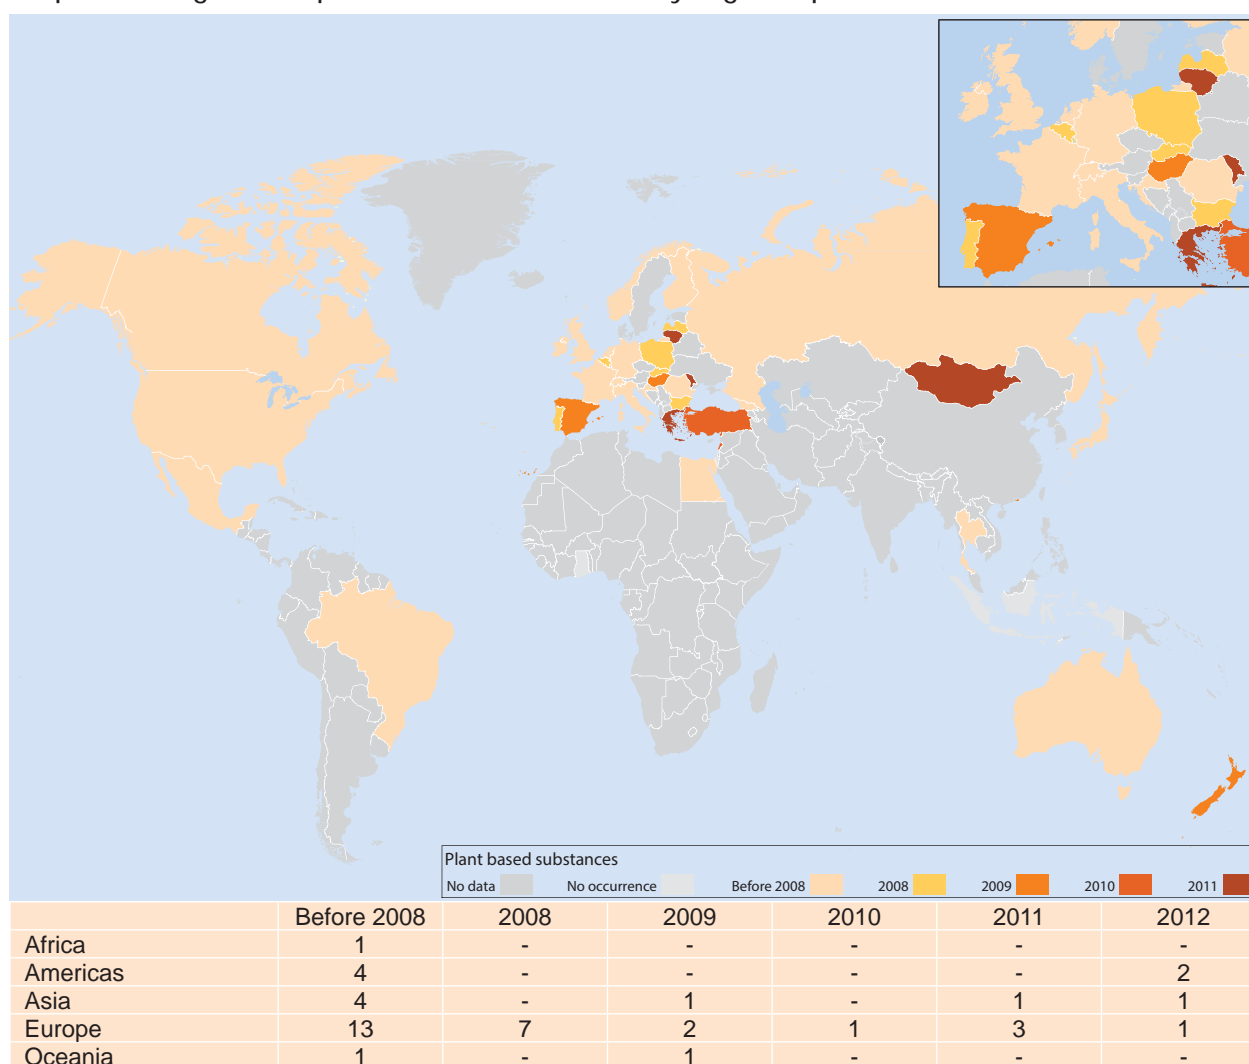 Plant based substances
No data No occurrence Before 2008 2008 2009 2010 2011
Before 2008 2008 2009 2010 2011 2012
Africa 1 - - - - -
Americas 4 - - - - 2
Asia 4 - 1 - 1 1
Europe 13 7 2 1 3 1
Oceania 1 - 1 - - -